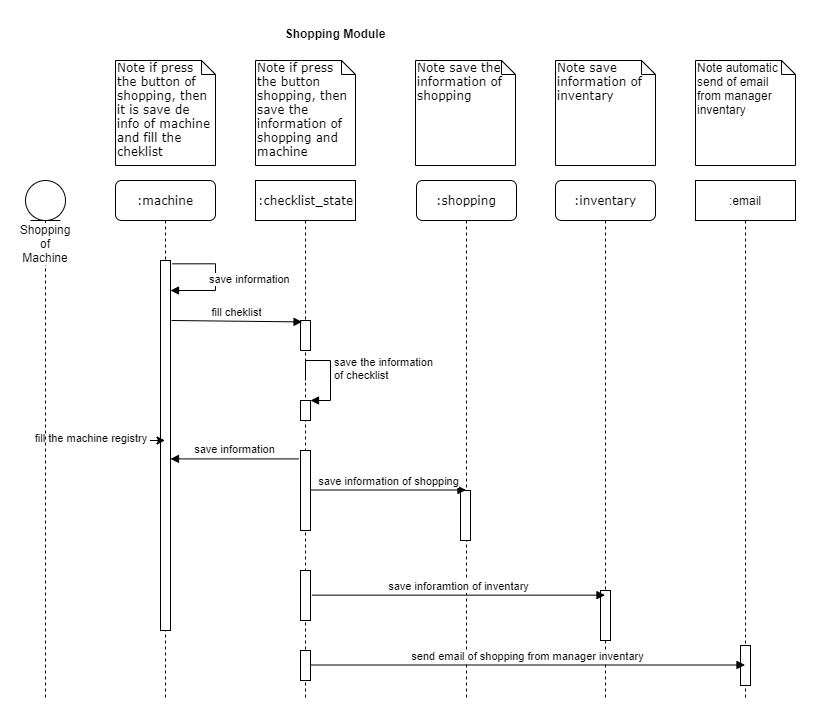 Shopping Module
Note if press
the button of
shopping, then
it is save de
info of machine
and fill the
cheklist
Note if press
the button
shopping, then
save the
information of
shopping and
machine
Note save the
information of
shopping
Note save
information of
inventary
Note automatic
send of email
from manager
inventary
Shopping
of
Machine
:machine
:checklist_state
:shopping
:inventary
:email
save information
fill cheklist
save the information
of checklist
fill the machine registry
save information
save information of shopping
save inforamtion of inventary
send email of shopping from manager inventary